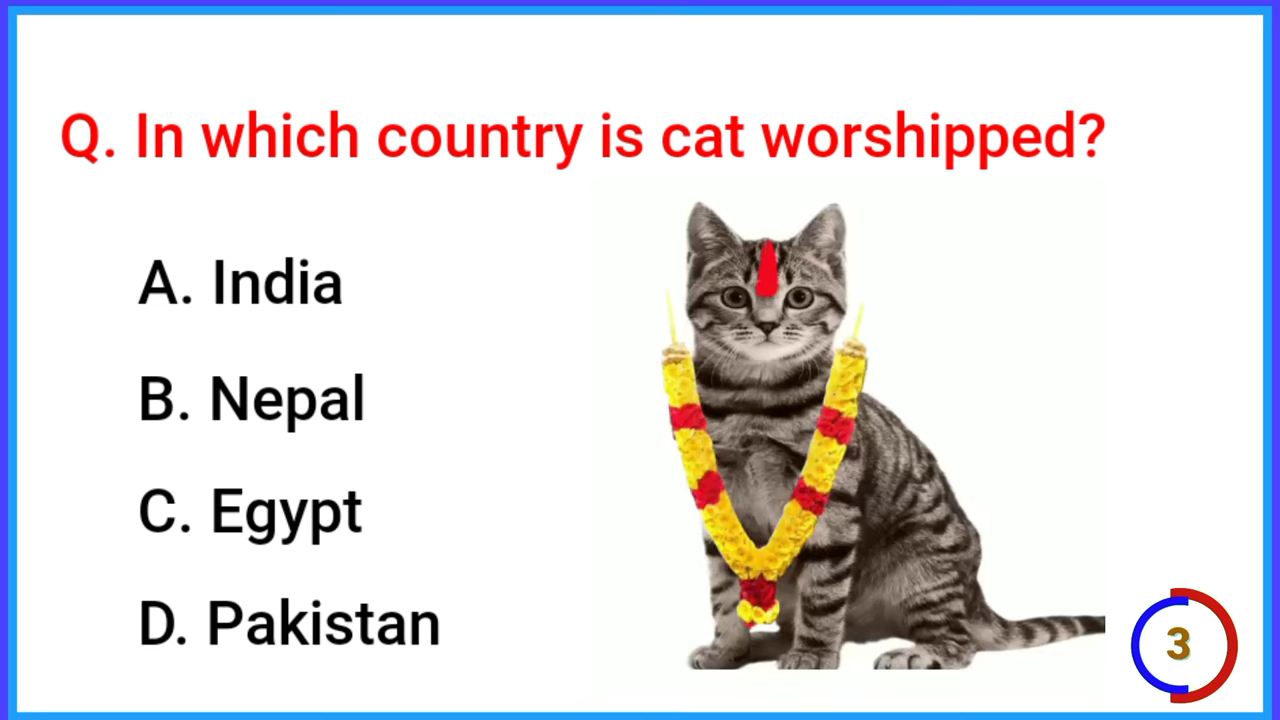 Q. In which country is cat worshipped?
A. India
B. Nepal
C. Egypt
D. Pakistan
3